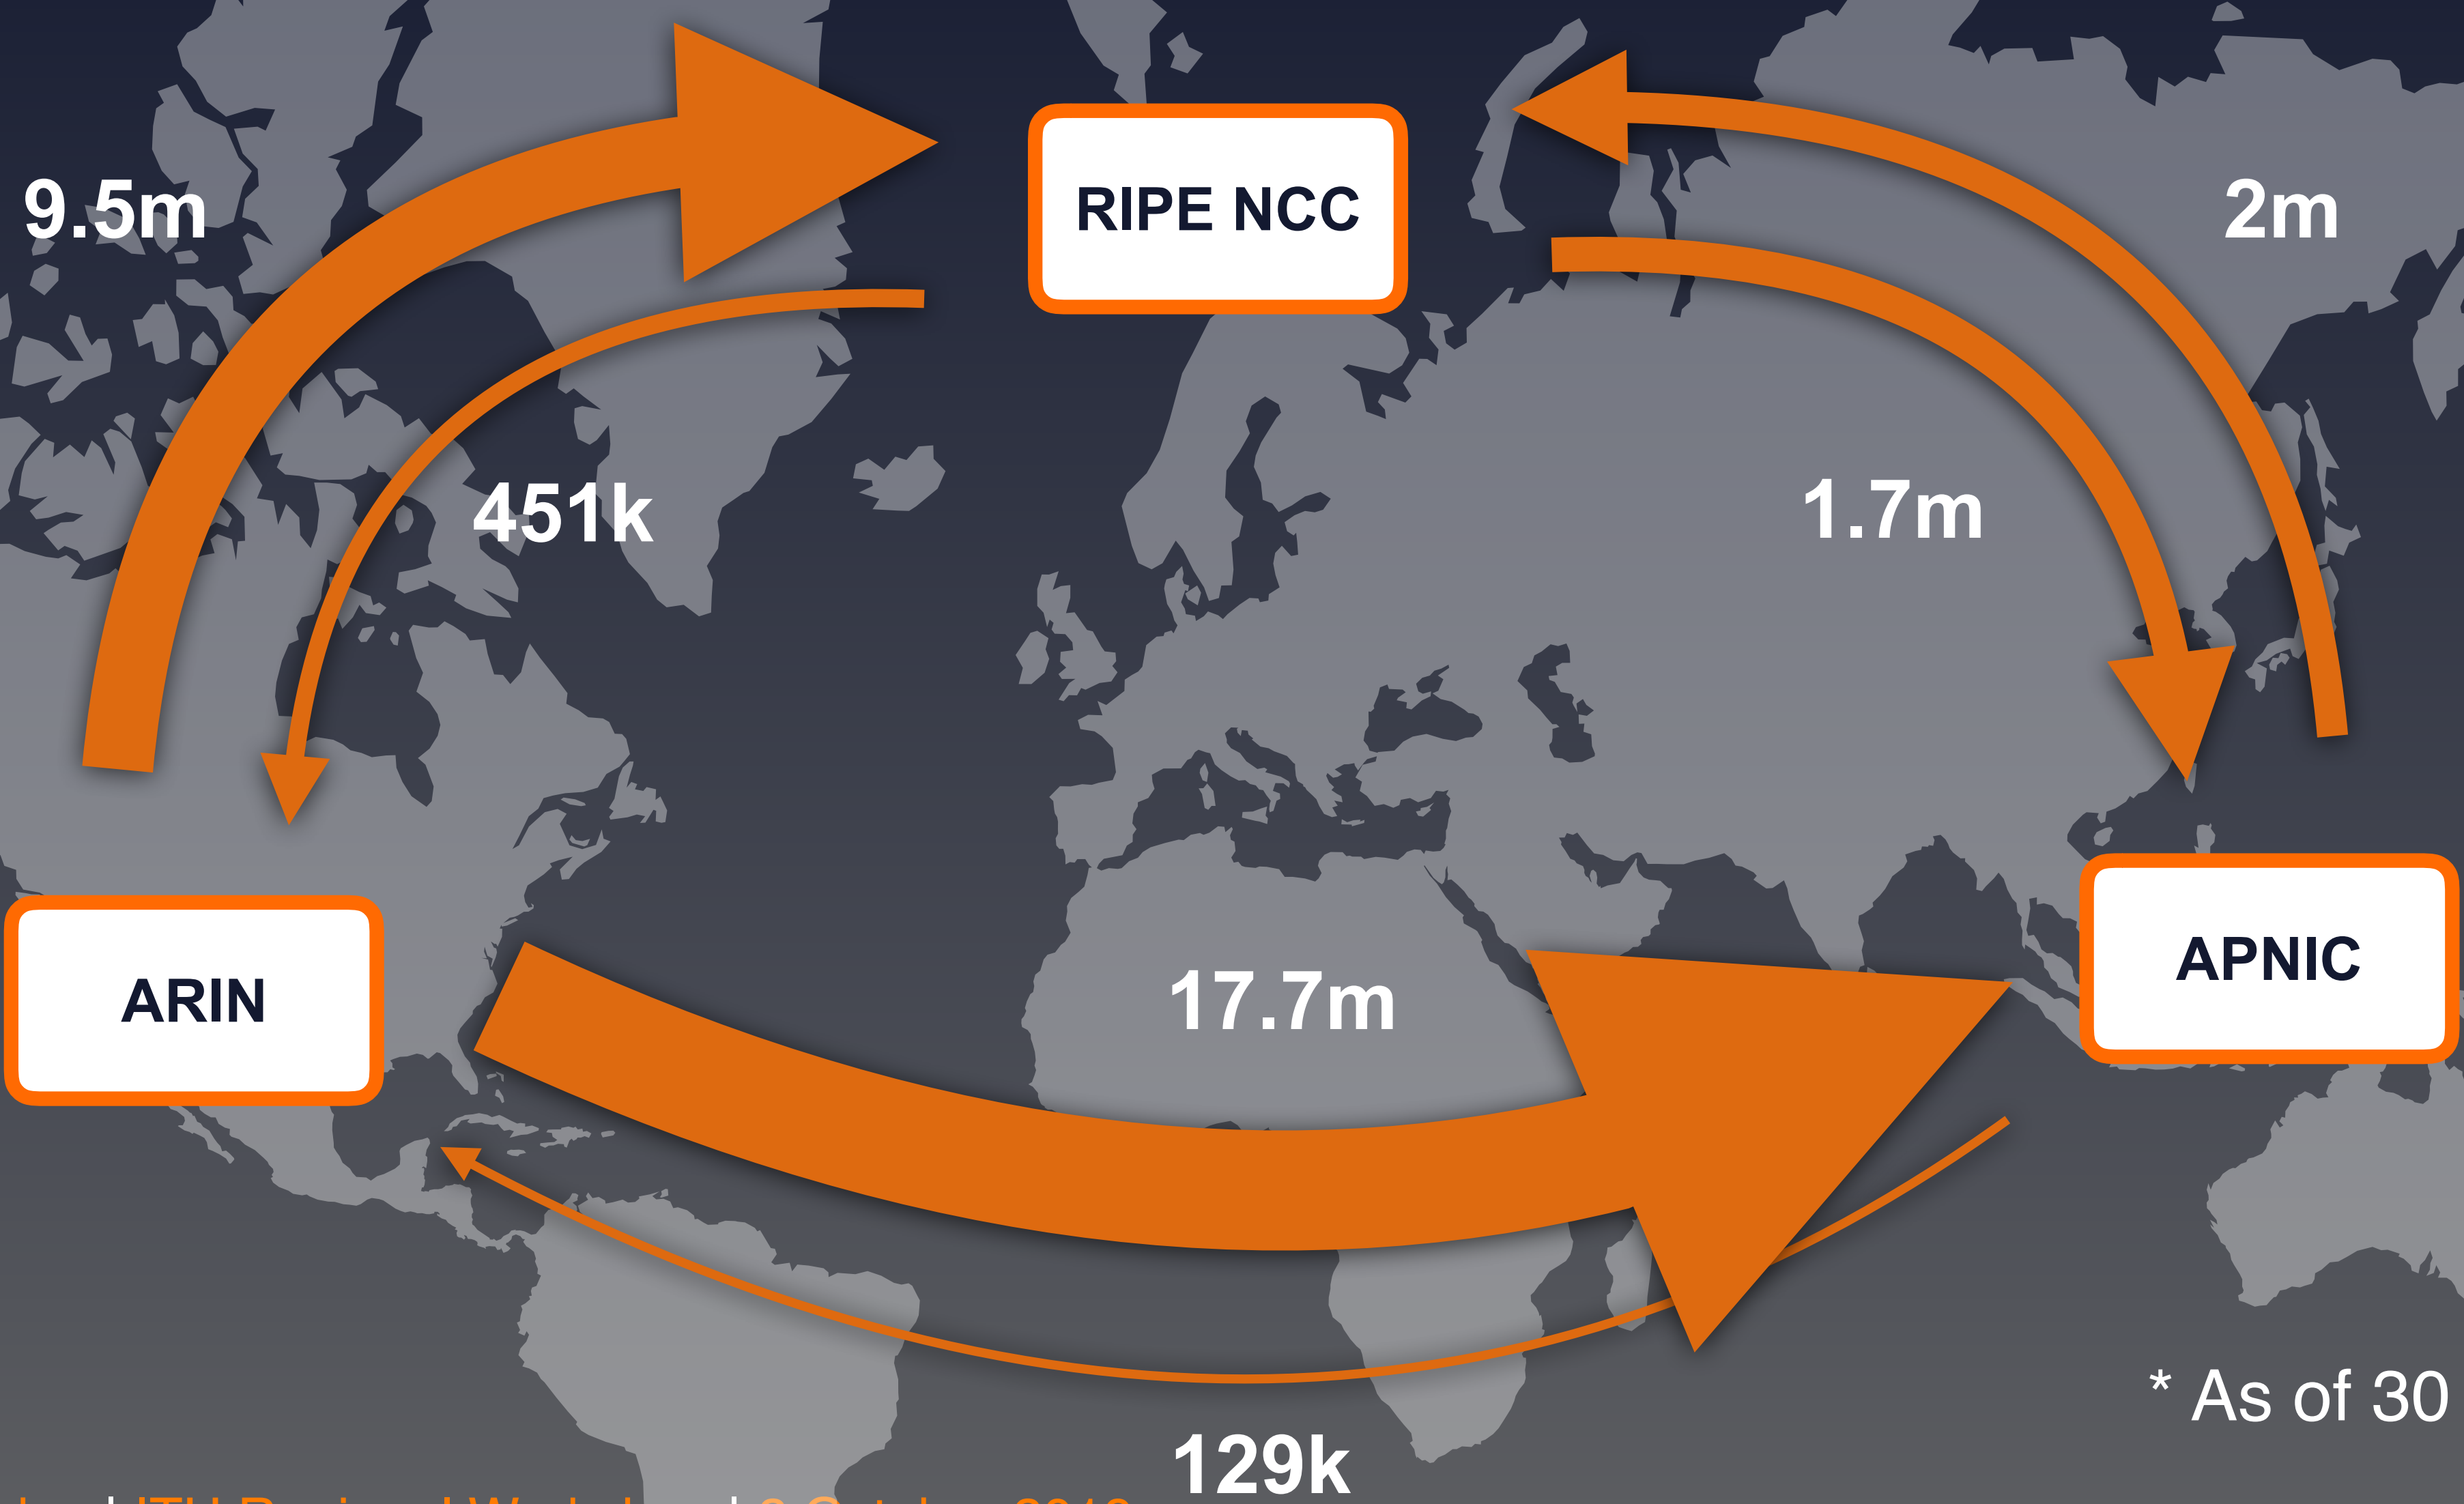 9.5m
RIPE NCC
2m
451k
1.7m
ARIN
17.7m
APNIC
* As of 30
129k